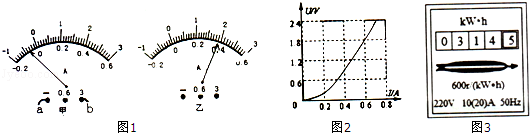 -1 0 1 2 3
-0.2 0 0.2 0.4 0.6
A
- 0.6 3
a 甲 b
-1 0 1 2 3
-0.2 0 0.2 0.4 0.6
A
- 0.6 3
乙
图1
U/V
2.4
1.8
1.2
0.6
0 0.2 0.4 0.6 0.8
I/A
图2
kW•h
0 3 1 4 5
600r/(kW•h)
220V 10(20)A 50Hz
图3